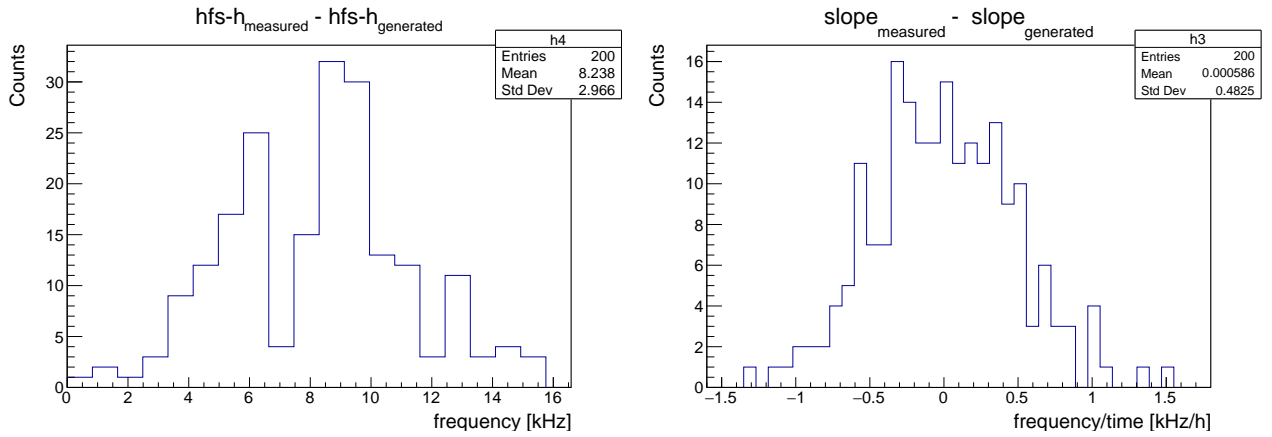 hfs-h_measured - hfs-h_generated
h4
Entries 200
Mean 8.238
Std Dev 2.966
Counts
30
25
20
15
10
5
0
0 2 4 6 8 10 12 14 16
frequency [kHz]
slope_measured - slope_generated
h3
Entries 200
Mean 0.000586
Std Dev 0.4825
Counts
16
14
12
10
8
6
4
2
0
−1.5 −1 −0.5 0 0.5 1 1.5
frequency/time [kHz/h]